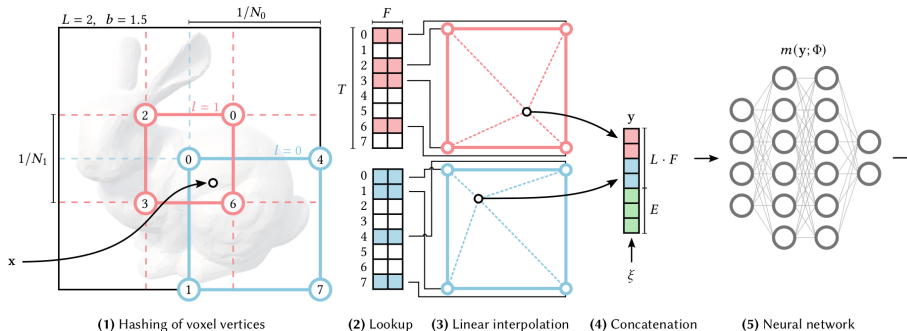 L = 2, b = 1.5
1/N₀
F
m(y; Φ)
l = 1
2
0
l = 0
0
4
1/N₁
3
6
x
1
7
T
0
1
2
3
4
5
6
7
0
1
2
3
4
5
6
7
y
L · F
E
ξ
(1) Hashing of voxel vertices
(2) Lookup
(3) Linear interpolation
(4) Concatenation
(5) Neural network